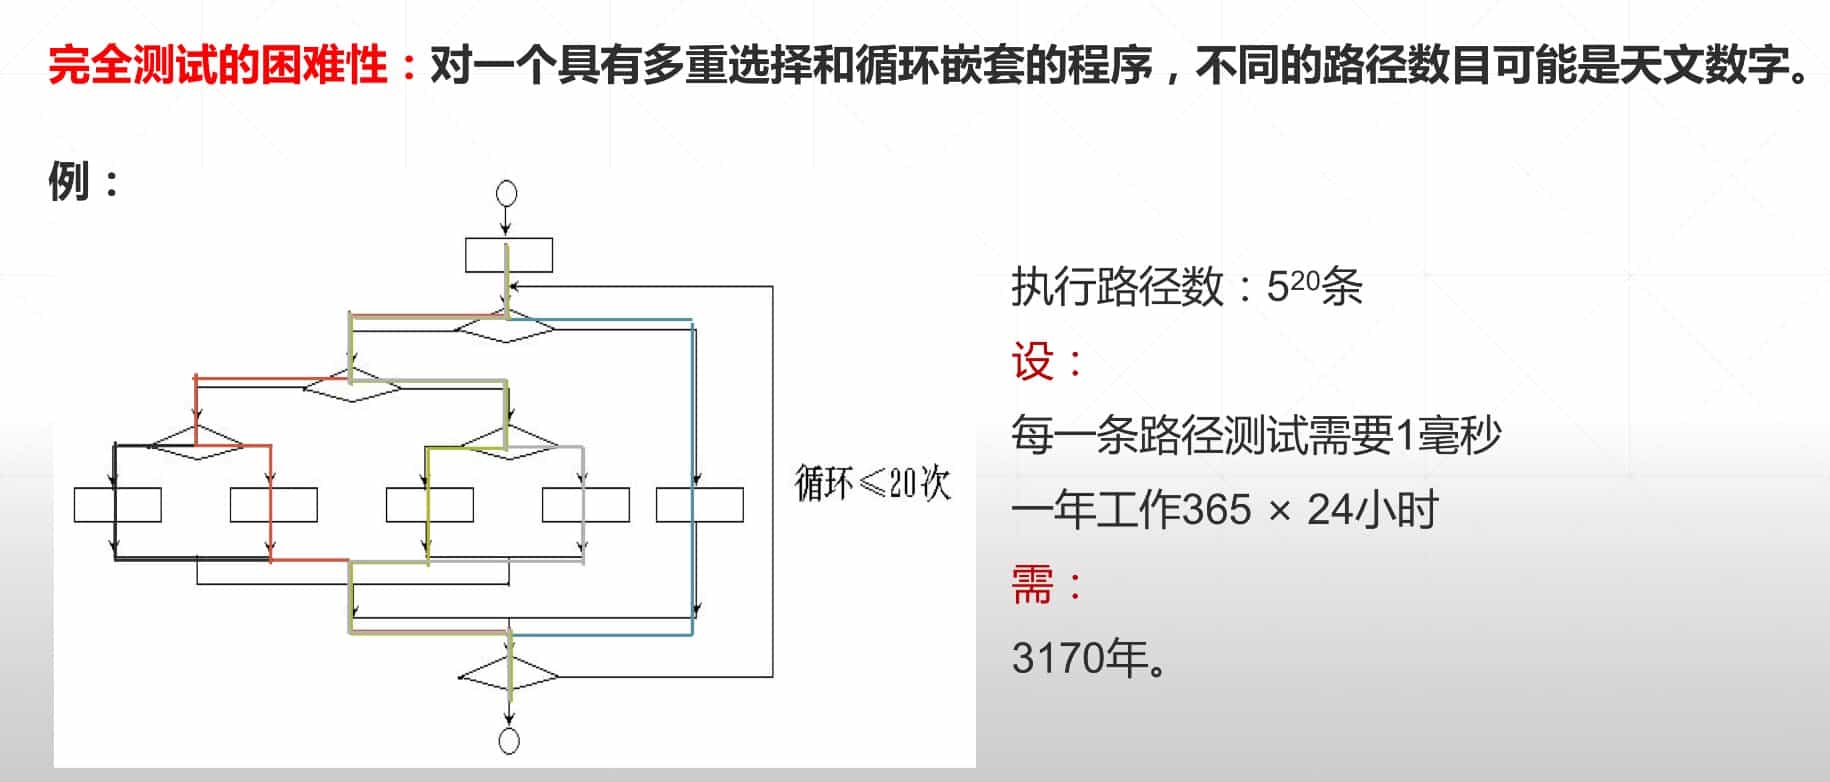 完全测试的困难性：对一个具有多重选择和循环嵌套的程序，不同的路径数目可能是天文数字。
例：
循环≤20次
执行路径数：5²⁰条
设：
每一条路径测试需要1毫秒
一年工作365 × 24小时
需：
3170年。